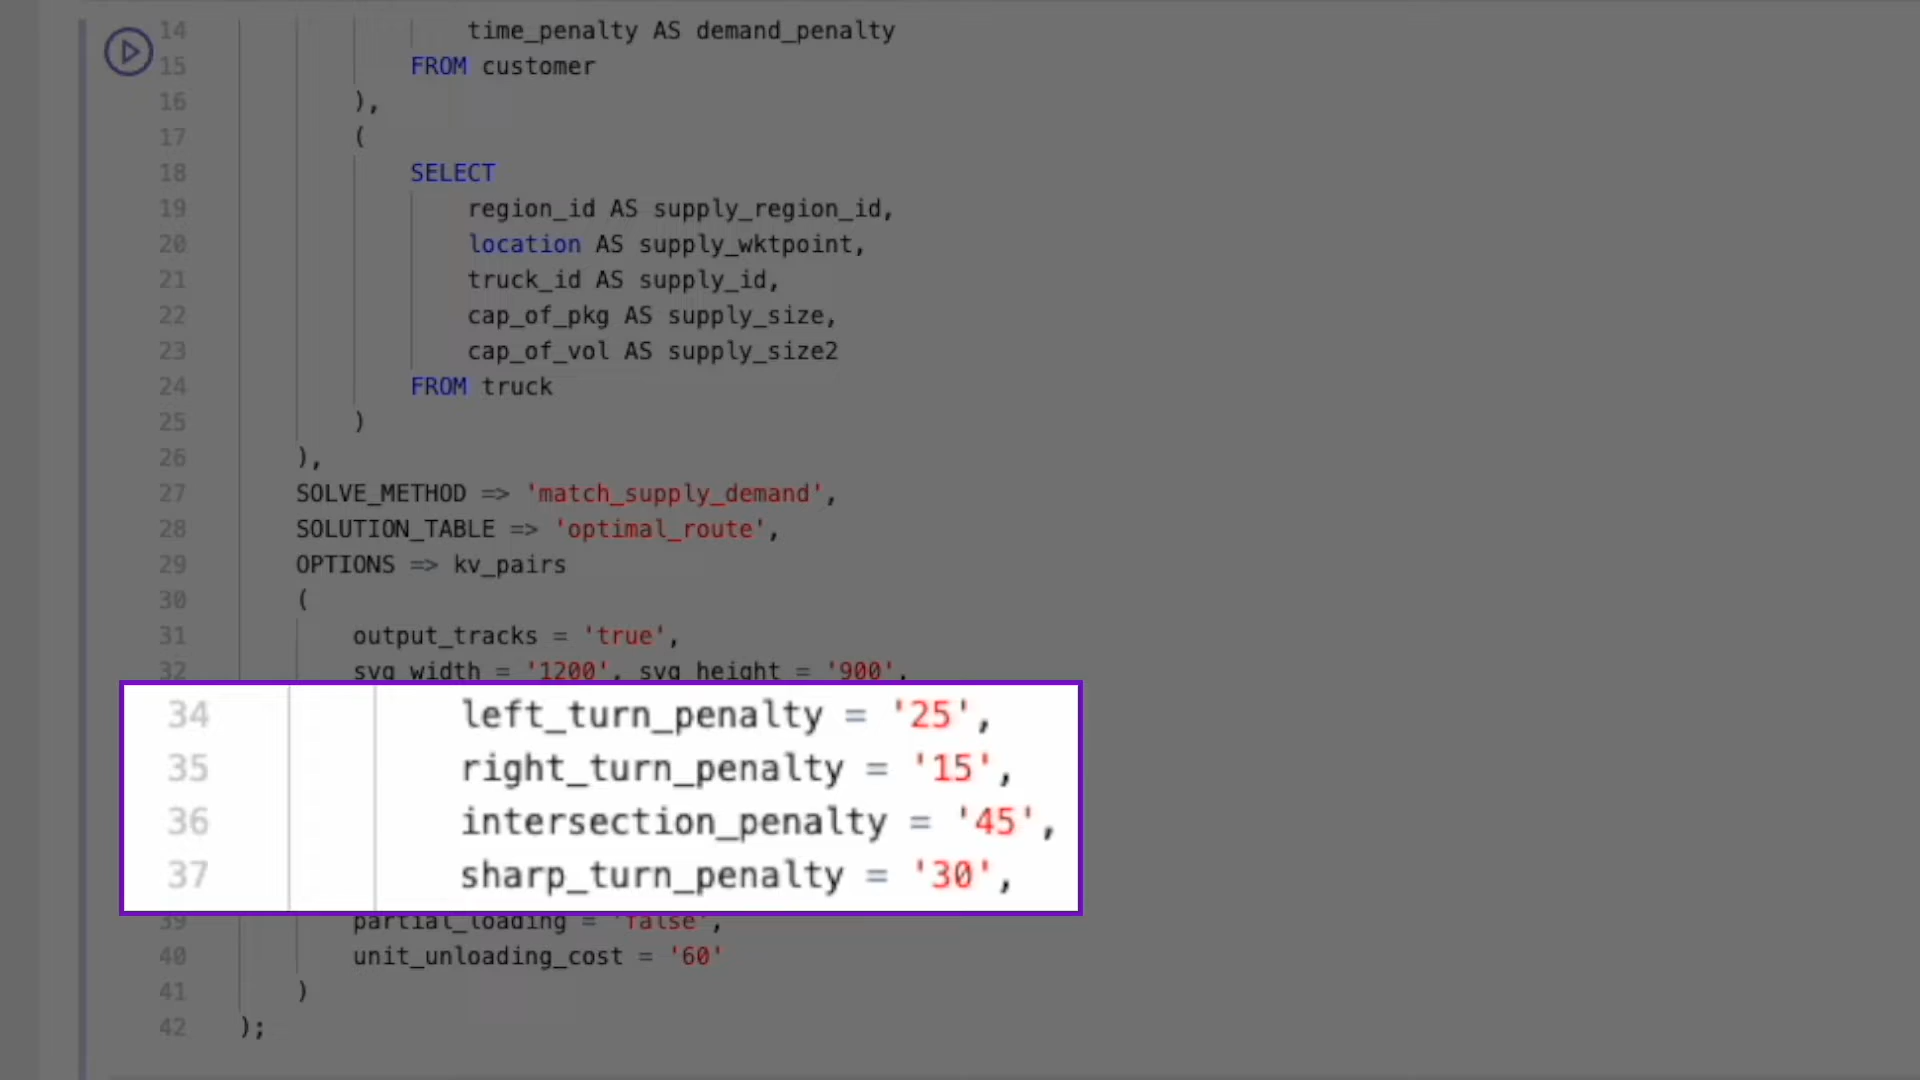 14 time_penalty AS demand_penalty
15 FROM customer
16 ),
17 (
18 SELECT
19 region_id AS supply_region_id,
20 location AS supply_wktpoint,
21 truck_id AS supply_id,
22 cap_of_pkg AS supply_size,
23 cap_of_vol AS supply_size2
24 FROM truck
25 )
26 ),
27 SOLVE_METHOD => 'match_supply_demand',
28 SOLUTION_TABLE => 'optimal_route',
29 OPTIONS => kv_pairs
30 (
31 output_tracks = 'true',
32 svg_width = '1200', svg_height = '900',
34 left_turn_penalty = '25',
35 right_turn_penalty = '15',
36 intersection_penalty = '45',
37 sharp_turn_penalty = '30',
39 partial_loading = 'false',
40 unit_unloading_cost = '60'
41 )
42 );